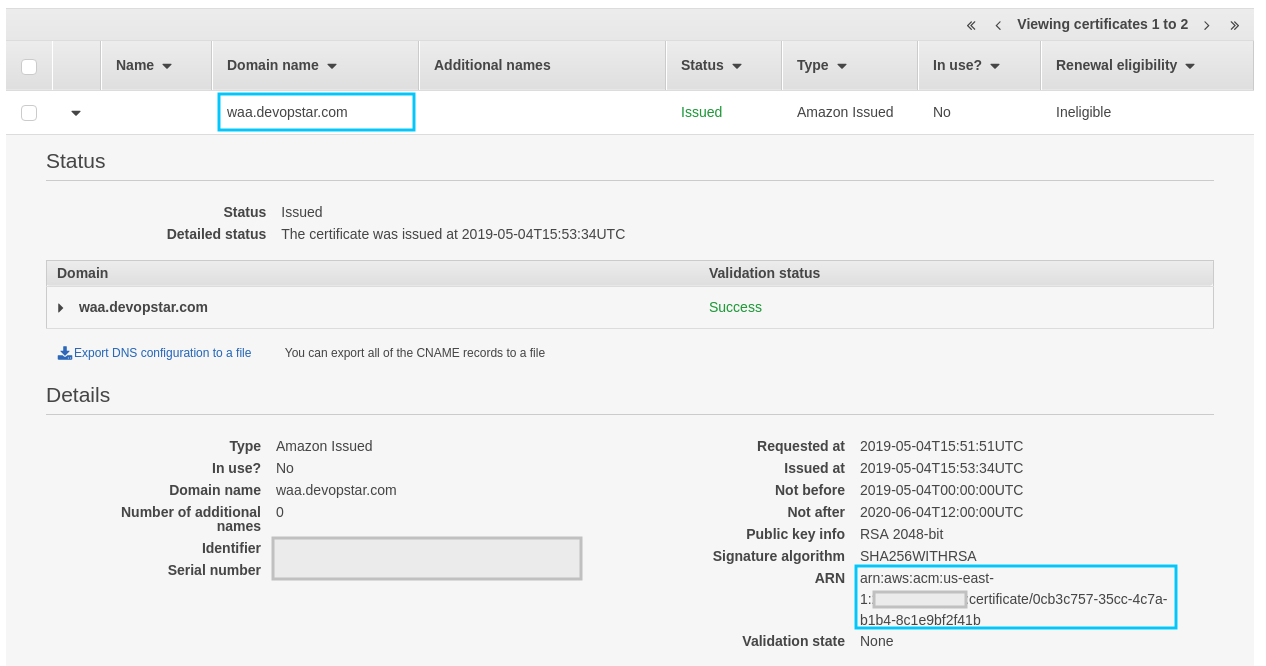 « ‹ Viewing certificates 1 to 2 › »
Name Domain name Additional names Status Type In use? Renewal eligibility
waa.devopstar.com Issued Amazon Issued No Ineligible
Status
Status Issued
Detailed status The certificate was issued at 2019-05-04T15:53:34UTC
Domain Validation status
waa.devopstar.com Success
Export DNS configuration to a file You can export all of the CNAME records to a file
Details
Type Amazon Issued
In use? No
Domain name waa.devopstar.com
Number of additional
names 0
Identifier
Serial number
Requested at 2019-05-04T15:51:51UTC
Issued at 2019-05-04T15:53:34UTC
Not before 2019-05-04T00:00:00UTC
Not after 2020-06-04T12:00:00UTC
Public key info RSA 2048-bit
Signature algorithm SHA256WITHRSA
ARN arn:aws:acm:us-east-
1: :certificate/0cb3c757-35cc-4c7a-
b1b4-8c1e9bf2f41b
Validation state None